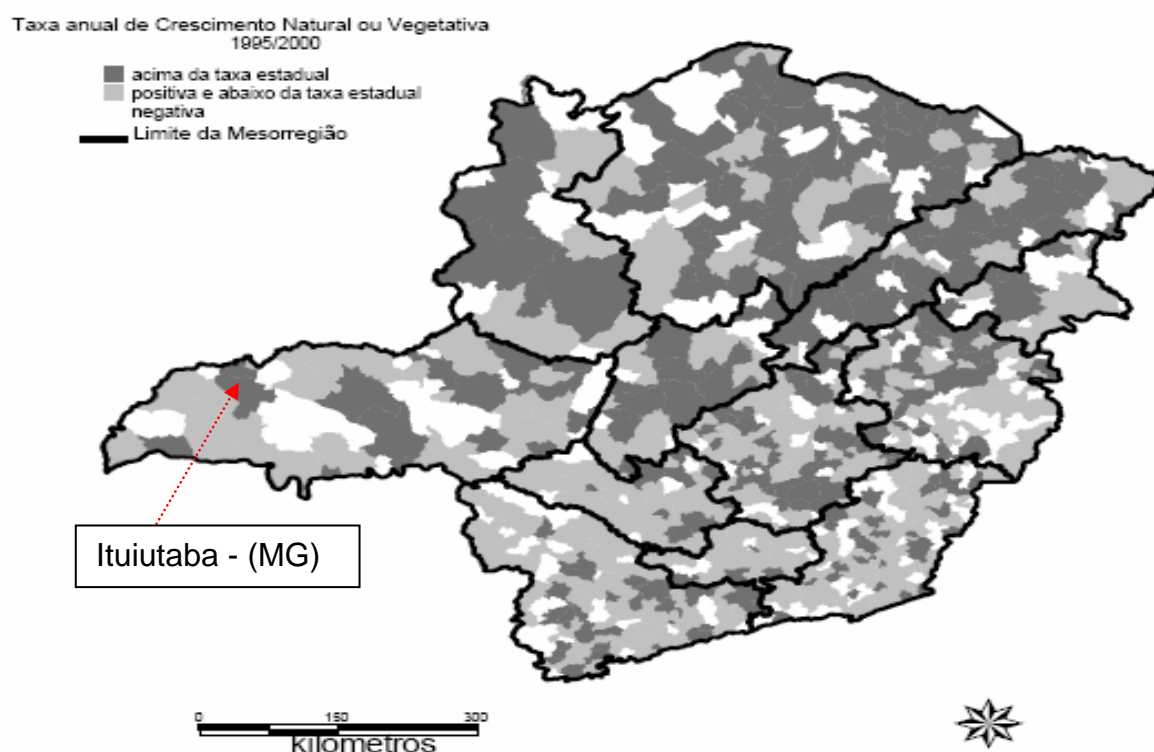 Taxa anual de Crescimento Natural ou Vegetativa
1995/2000
acima da taxa estadual
positiva e abaixo da taxa estadual
negativa
Limite da Mesorregião
Ituiutaba - (MG)
0 150 300
kilometros